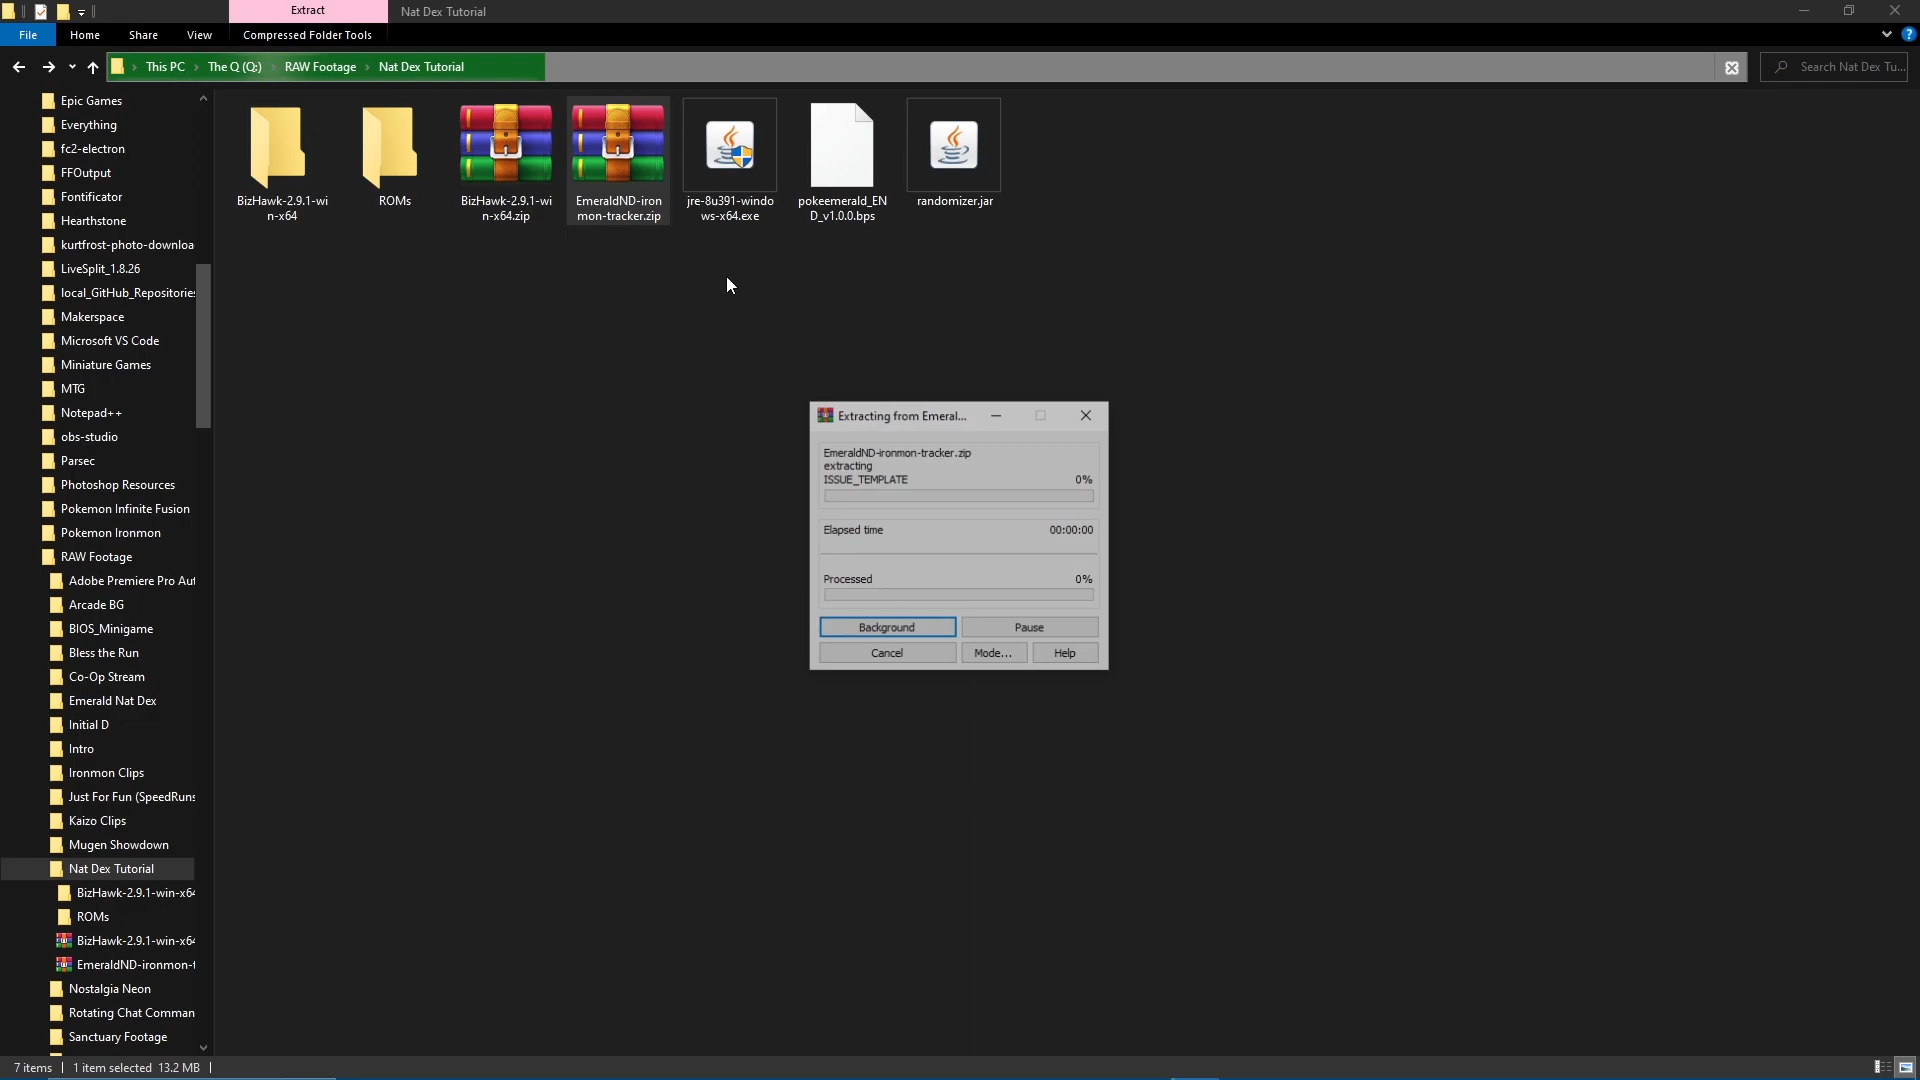 Extract
Nat Dex Tutorial
File
Home
Share
View
Compressed Folder Tools
This PC
The Q (Q:)
RAW Footage
Nat Dex Tutorial
Search Nat Dex Tu...
Epic Games
Everything
fc2-electron
FFOutput
Fontificator
Hearthstone
kurtfrost-photo-downloa
LiveSplit_1.8.26
local_GitHub_Repositories
Makerspace
Microsoft VS Code
Miniature Games
MTG
Notepad++
obs-studio
Parsec
Photoshop Resources
Pokemon Infinite Fusion
Pokemon Ironmon
RAW Footage
Adobe Premiere Pro Aut
Arcade BG
BIOS_Minigame
Bless the Run
Co-Op Stream
Emerald Nat Dex
Initial D
Intro
Ironmon Clips
Just For Fun (SpeedRuns
Kaizo Clips
Mugen Showdown
Nat Dex Tutorial
BizHawk-2.9.1-win-x64
ROMs
BizHawk-2.9.1-win-x64
EmeraldND-ironmon-t
Nostalgia Neon
Rotating Chat Comman
Sanctuary Footage
BizHawk-2.9.1-wi
n-x64
ROMs
BizHawk-2.9.1-wi
n-x64.zip
EmeraldND-iron
mon-tracker.zip
jre-8u391-windo
ws-x64.exe
pokeemerald_EN
D_v1.0.0.bps
randomizer.jar
Extracting from Emeral...
EmeraldND-ironmon-tracker.zip
extracting
ISSUE_TEMPLATE 0%
Elapsed time 00:00:00
Processed 0%
Background
Pause
Cancel
Mode...
Help
7 items
1 item selected 13.2 MB